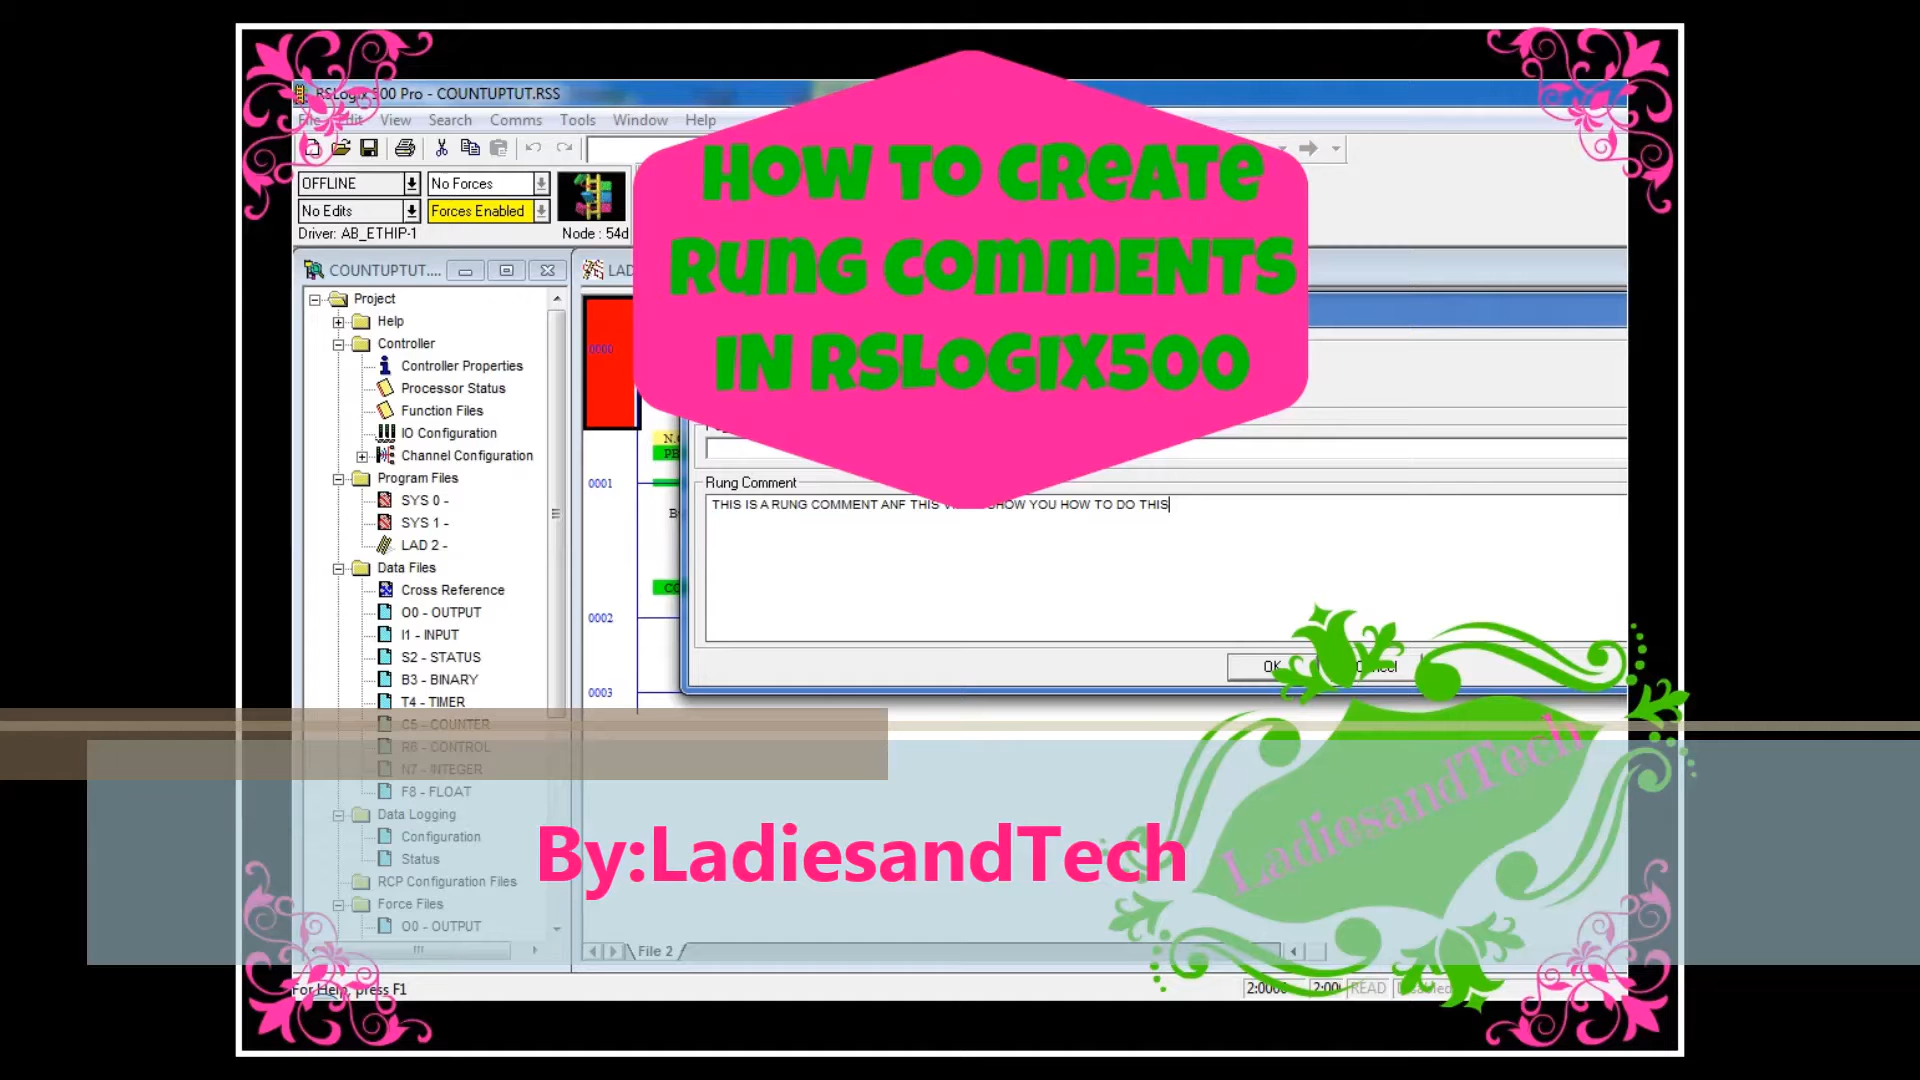 RSLogix 500 Pro - COUNTUPTUT.RSS
File Edit View Search Comms Tools Window Help
HOW TO CREATE
RUNG COMMENTS
IN RSLOGIX500
OFFLINE
No Forces
No Edits
Forces Enabled
Driver: AB_ETHIP-1
Node : 54d
COUNTUPTUT....
LAD
Project
Help
Controller
Controller Properties
Processor Status
Function Files
IO Configuration
Channel Configuration
Program Files
SYS 0 -
SYS 1 -
LAD 2 -
Data Files
Cross Reference
O0 - OUTPUT
I1 - INPUT
S2 - STATUS
B3 - BINARY
T4 - TIMER
C5 - COUNTER
R6 - CONTROL
N7 - INTEGER
F8 - FLOAT
Data Logging
Configuration
Status
RCP Configuration Files
Force Files
O0 - OUTPUT
0000
0001
0002
0003
Rung Comment
THIS IS A RUNG COMMENT ANF THIS SHOW YOU HOW TO DO THIS
OK
Cancel
LadiesandTech
By:LadiesandTech
File 2
For Help, press F1
2:0000
READ
Disabled